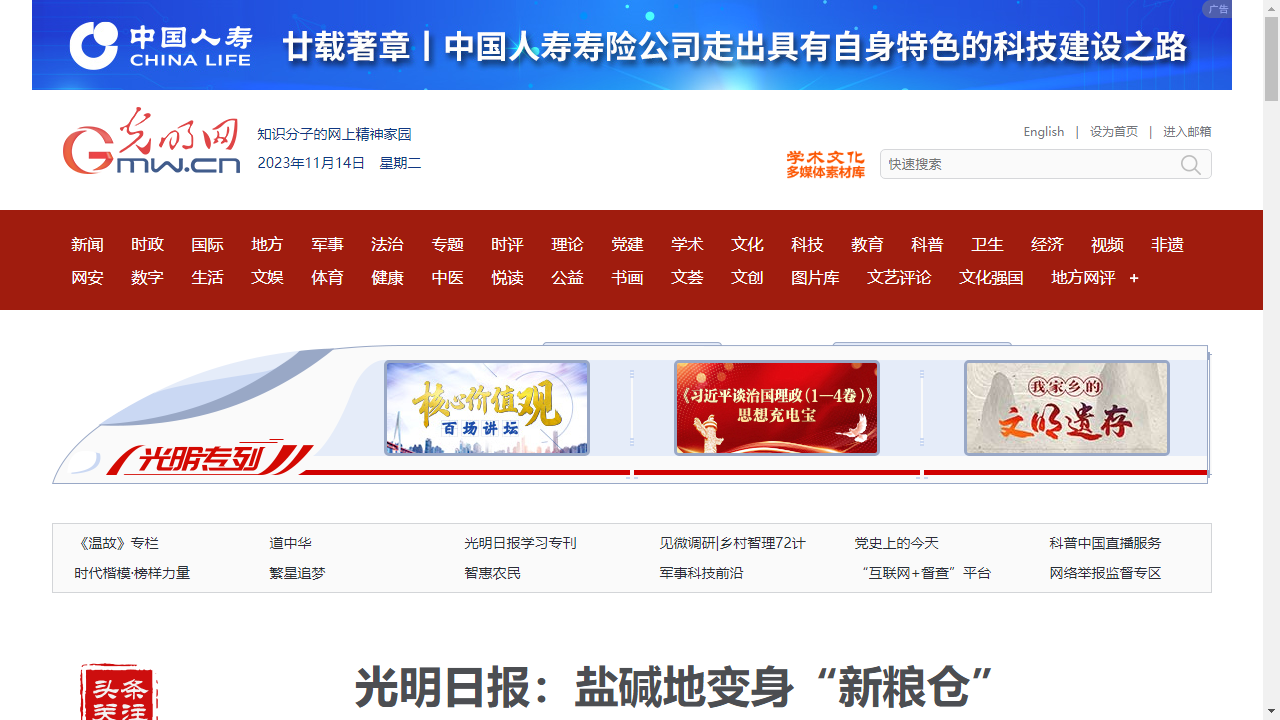 广告
中国人寿
CHINA LIFE
廿载著章丨中国人寿寿险公司走出具有自身特色的科技建设之路
光明网
Gmw.cn
知识分子的网上精神家园
2023年11月14日 星期二
English | 设为首页 | 进入邮箱
学术文化
多媒体素材库
快速搜索
新闻 时政 国际 地方 军事 法治 专题 时评 理论 党建 学术 文化 科技 教育 科普 卫生 经济 视频 非遗
网安 数字 生活 文娱 体育 健康 中医 悦读 公益 书画 文荟 文创 图片库 文艺评论 文化强国 地方网评 +
光明专列
核心价值观
百场讲坛
《习近平谈治国理政(1—4卷)》
思想充电宝
我家乡的
文明遗存
《温故》专栏 道中华 光明日报学习专刊 见微调研|乡村智理72计 党史上的今天 科普中国直播服务
时代楷模·榜样力量 繁星追梦 智惠农民 军事科技前沿 “互联网+督查”平台 网络举报监督专区
头条
关注
光明日报：盐碱地变身“新粮仓”